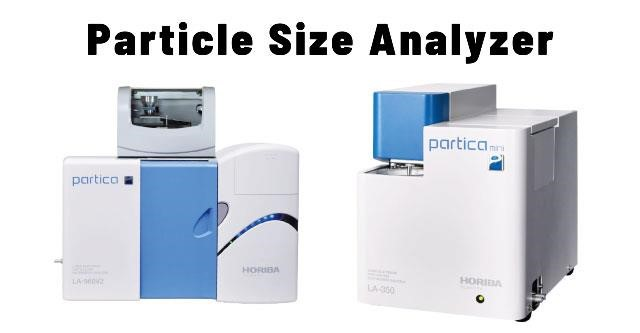 Particle Size Analyzer
partica
HORIBA
LA-960V2
partica mini
HORIBA
LA-350